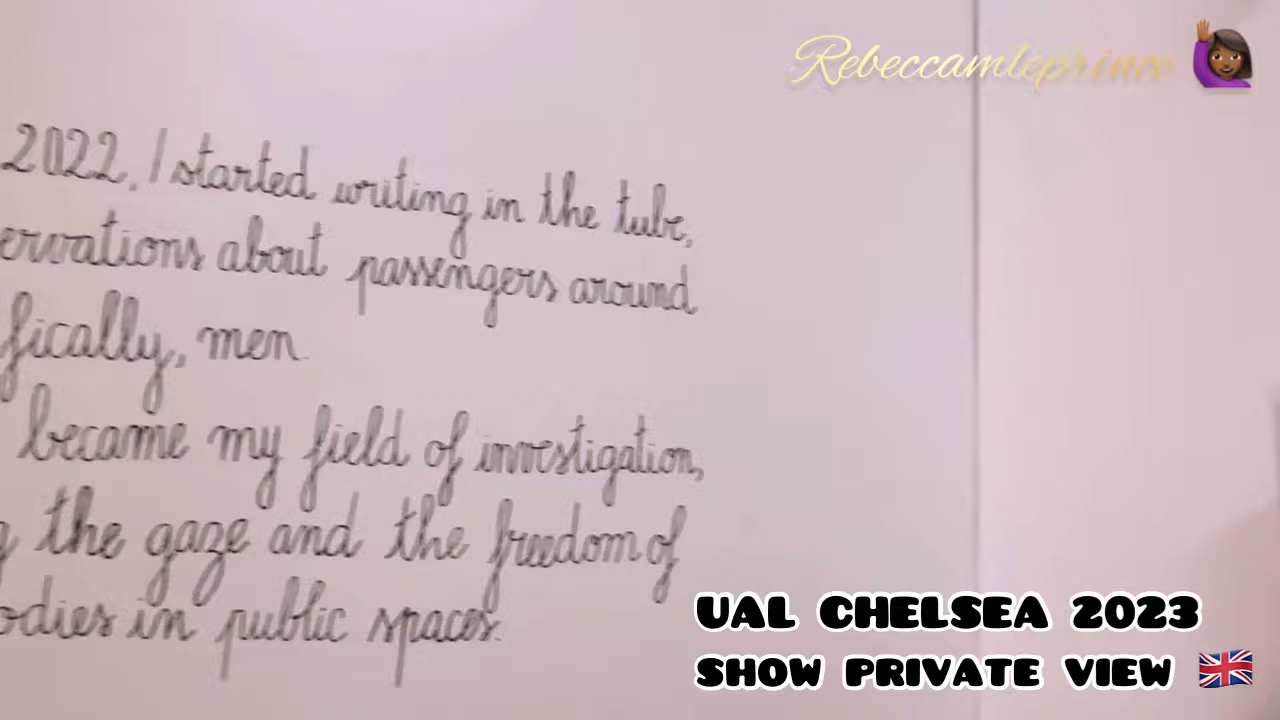 Rebeccamleprince
2022, I started writing in the tube,
ervations about passengers around
fically, men.
became my field of investigation,
g the gaze and the freedom of
odies in public spaces.
UAL CHELSEA 2023
SHOW PRIVATE VIEW